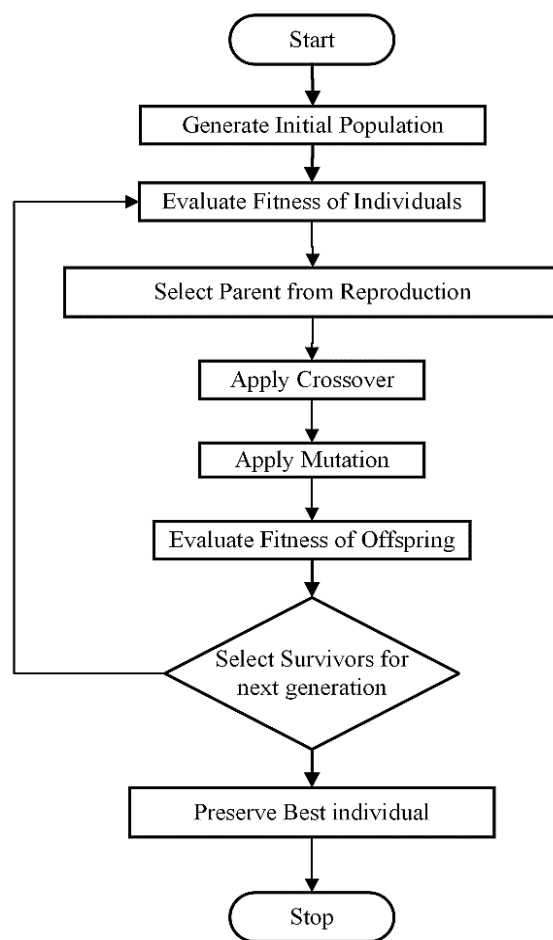 Start
Generate Initial Population
Evaluate Fitness of Individuals
Select Parent from Reproduction
Apply Crossover
Apply Mutation
Evaluate Fitness of Offspring
Select Survivors for
next generation
Preserve Best individual
Stop